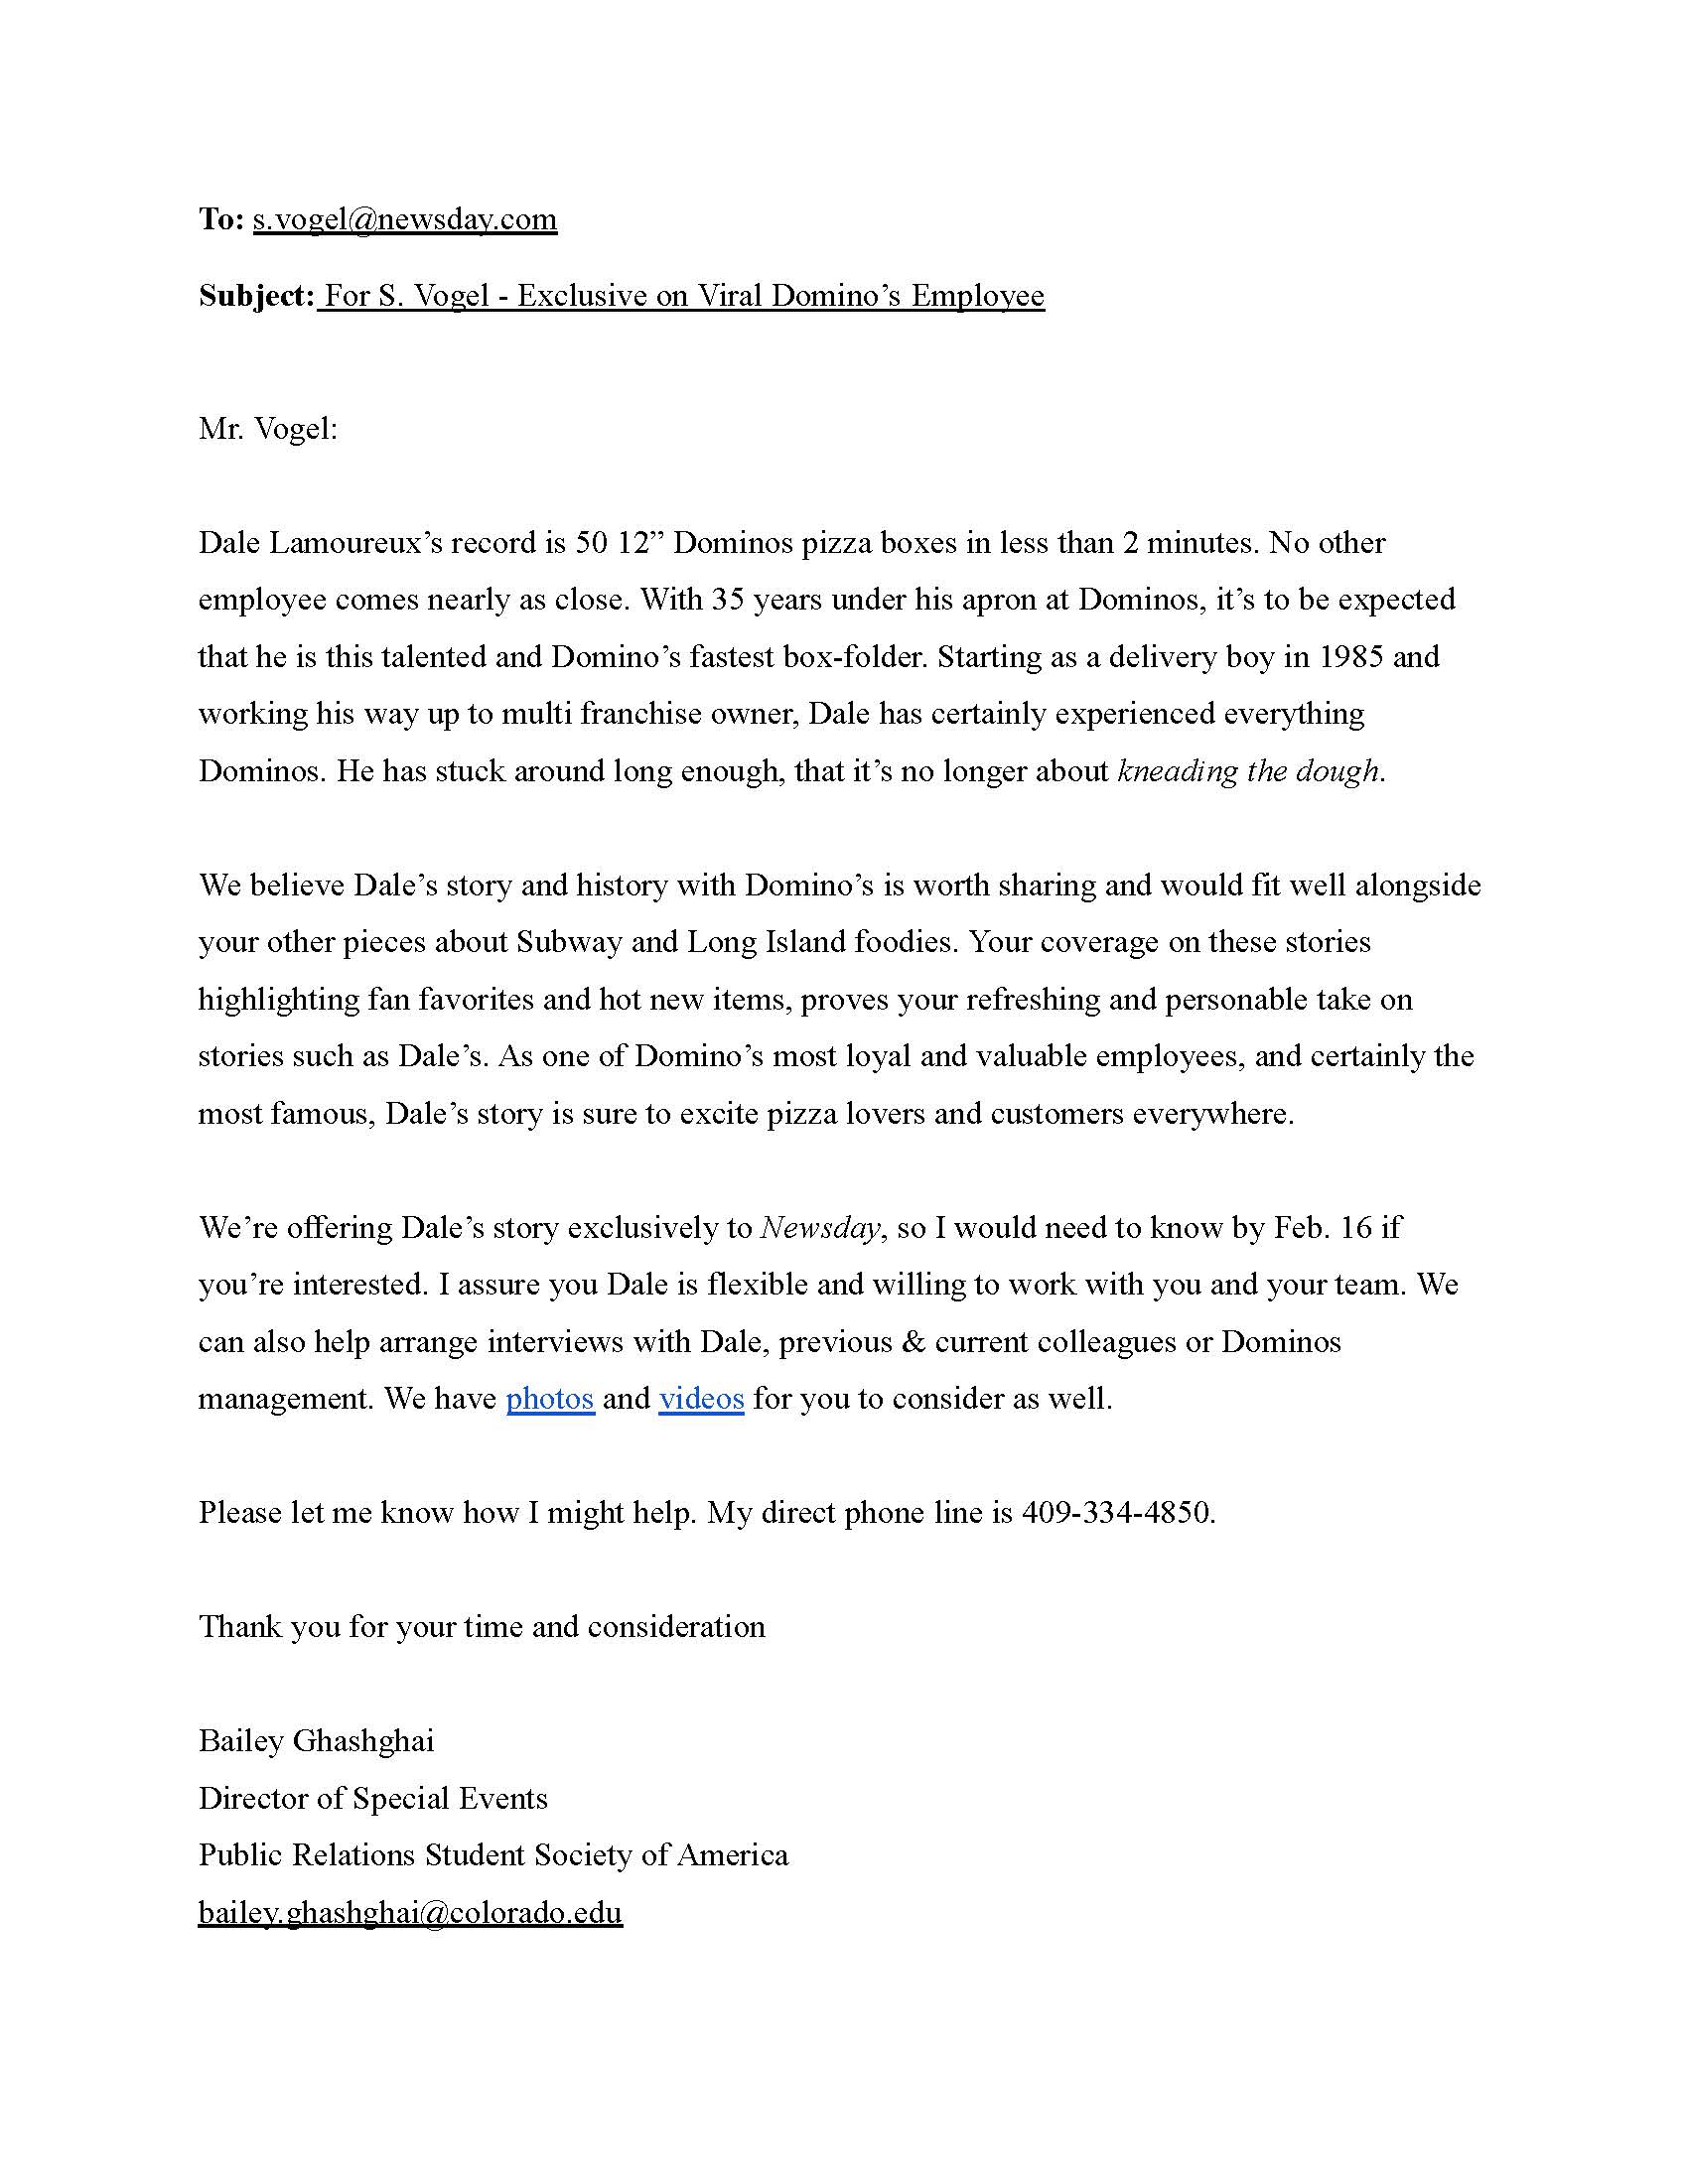 To: s.vogel@newsday.com
Subject: For S. Vogel - Exclusive on Viral Domino’s Employee
Mr. Vogel:
Dale Lamoureux’s record is 50 12” Dominos pizza boxes in less than 2 minutes. No other
employee comes nearly as close. With 35 years under his apron at Dominos, it’s to be expected
that he is this talented and Domino’s fastest box-folder. Starting as a delivery boy in 1985 and
working his way up to multi franchise owner, Dale has certainly experienced everything
Dominos. He has stuck around long enough, that it’s no longer about kneading the dough.
We believe Dale’s story and history with Domino’s is worth sharing and would fit well alongside
your other pieces about Subway and Long Island foodies. Your coverage on these stories
highlighting fan favorites and hot new items, proves your refreshing and personable take on
stories such as Dale’s. As one of Domino’s most loyal and valuable employees, and certainly the
most famous, Dale’s story is sure to excite pizza lovers and customers everywhere.
We’re offering Dale’s story exclusively to Newsday, so I would need to know by Feb. 16 if
you’re interested. I assure you Dale is flexible and willing to work with you and your team. We
can also help arrange interviews with Dale, previous & current colleagues or Dominos
management. We have photos and videos for you to consider as well.
Please let me know how I might help. My direct phone line is 409-334-4850.
Thank you for your time and consideration
Bailey Ghashghai
Director of Special Events
Public Relations Student Society of America
bailey.ghashghai@colorado.edu